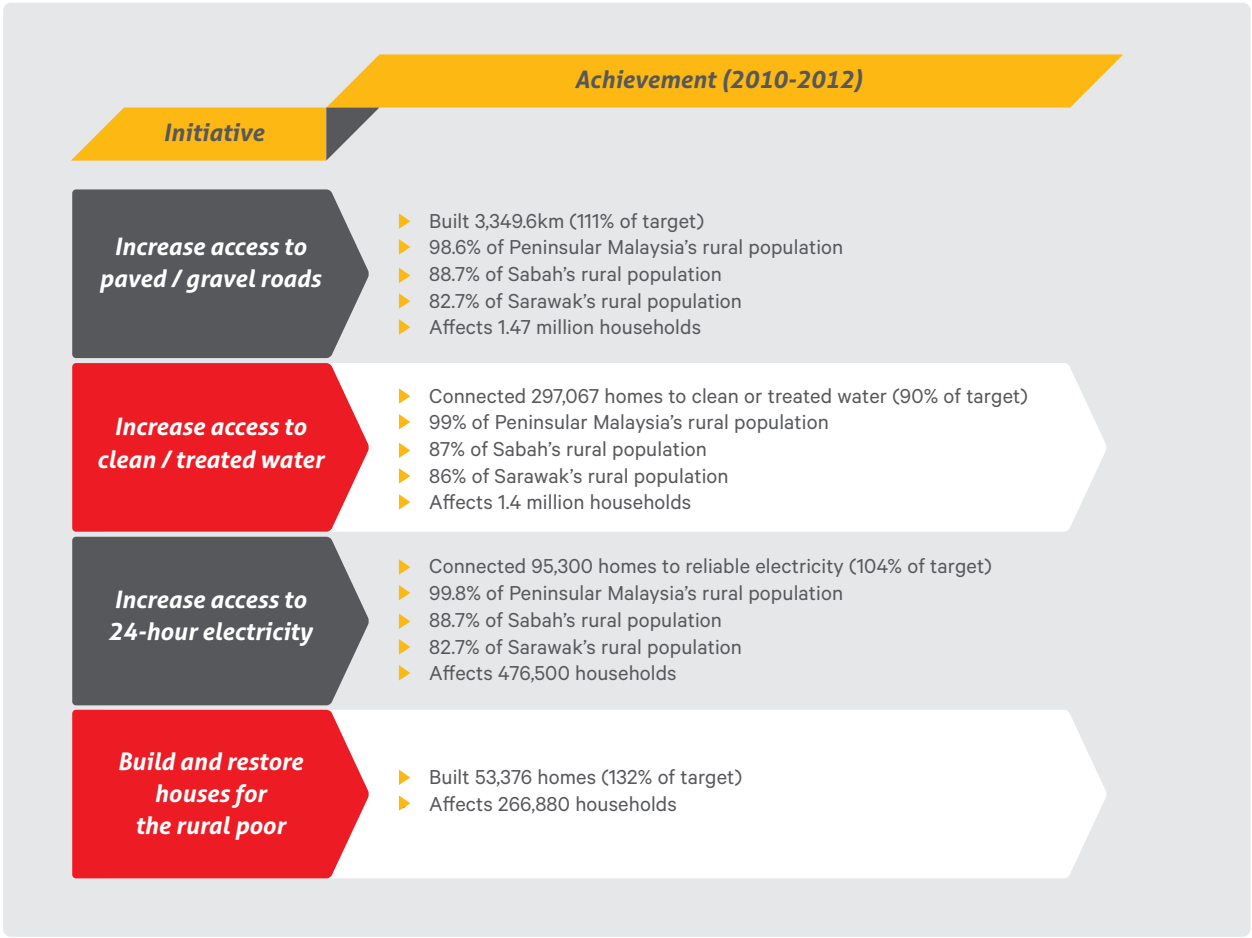 Achievement (2010-2012)
Initiative
Increase access to
paved / gravel roads
Built 3,349.6km (111% of target)
98.6% of Peninsular Malaysia's rural population
88.7% of Sabah's rural population
82.7% of Sarawak's rural population
Affects 1.47 million households
Increase access to
clean / treated water
Connected 297,067 homes to clean or treated water (90% of target)
99% of Peninsular Malaysia's rural population
87% of Sabah's rural population
86% of Sarawak's rural population
Affects 1.4 million households
Increase access to
24-hour electricity
Connected 95,300 homes to reliable electricity (104% of target)
99.8% of Peninsular Malaysia's rural population
88.7% of Sabah's rural population
82.7% of Sarawak's rural population
Affects 476,500 households
Build and restore
houses for
the rural poor
Built 53,376 homes (132% of target)
Affects 266,880 households